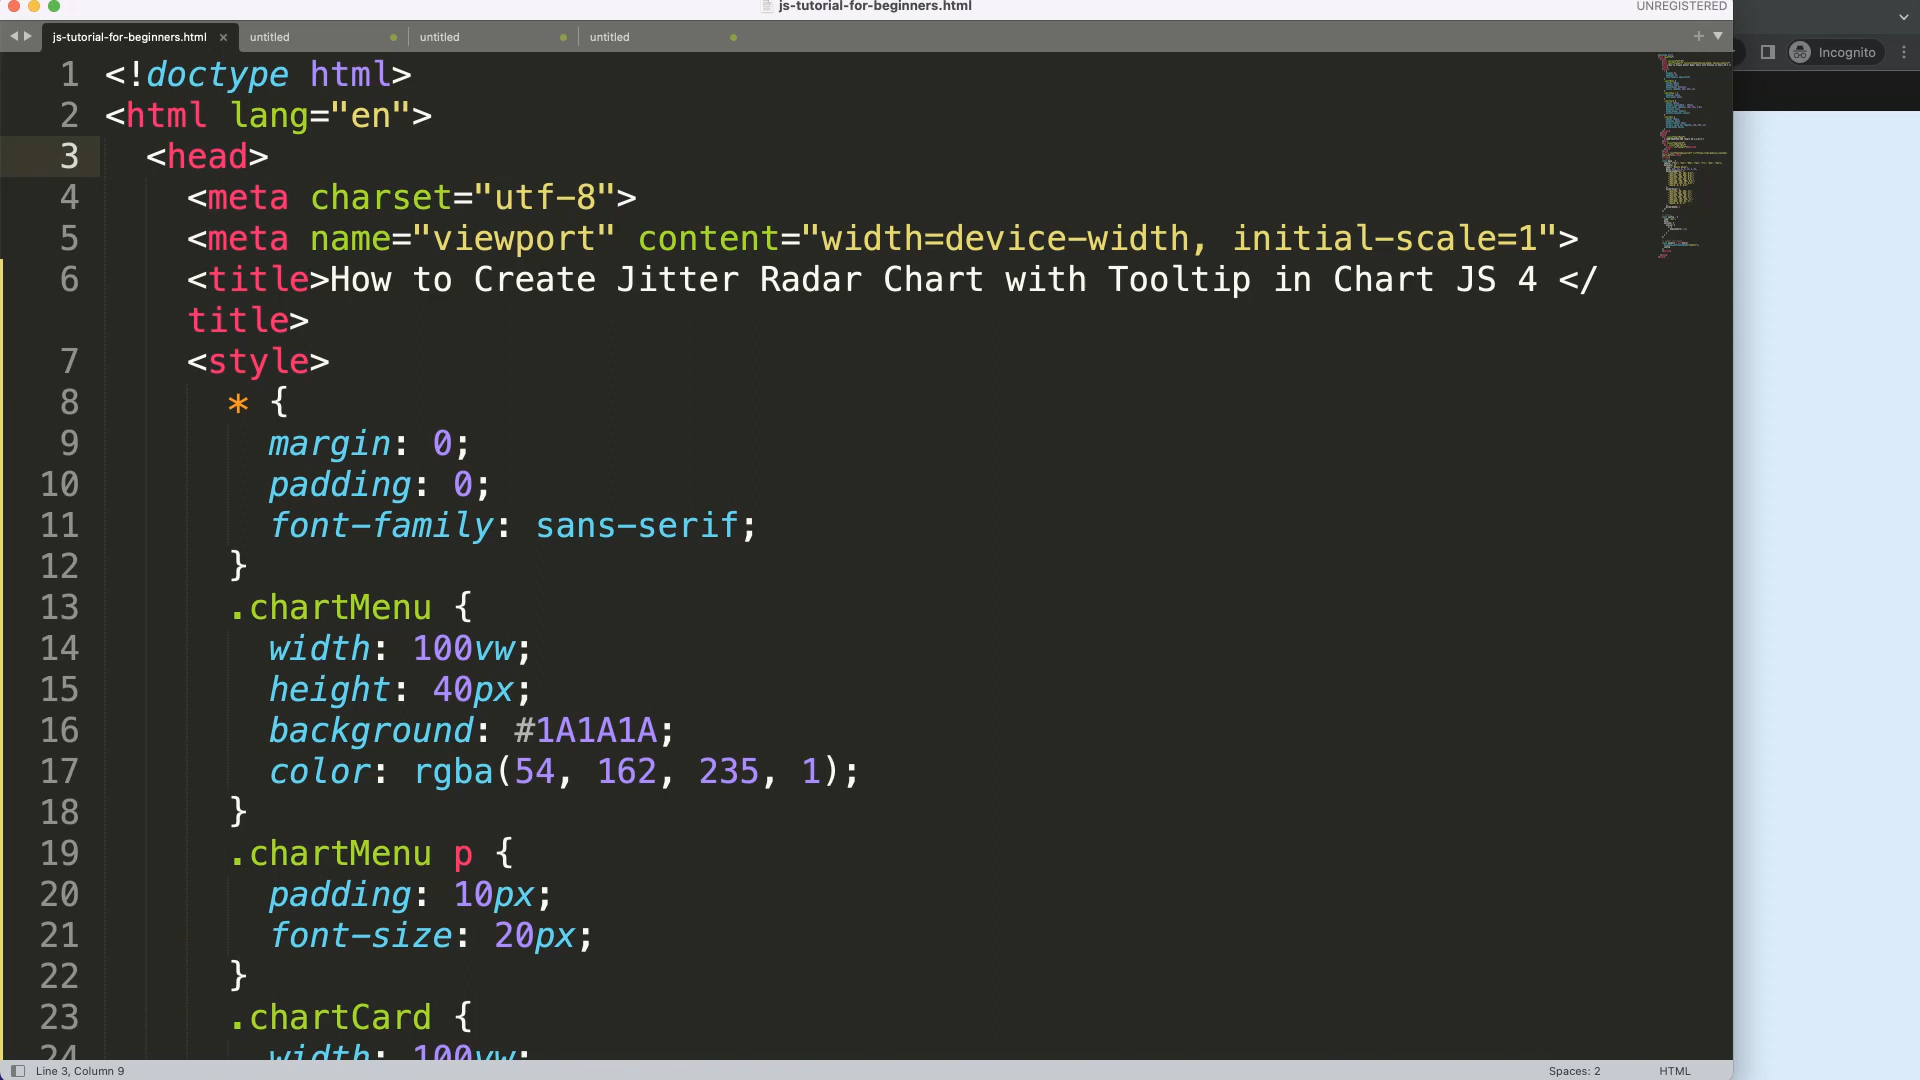 js-tutorial-for-beginners.html
UNREGISTERED
js-tutorial-for-beginners.html × untitled untitled untitled
Incognito
1 <!doctype html>
2 <html lang="en">
3 <head>
4 <meta charset="utf-8">
5 <meta name="viewport" content="width=device-width, initial-scale=1">
6 <title>How to Create Jitter Radar Chart with Tooltip in Chart JS 4 </
title>
7 <style>
8 * {
9 margin: 0;
10 padding: 0;
11 font-family: sans-serif;
12 }
13 .chartMenu {
14 width: 100vw;
15 height: 40px;
16 background: #1A1A1A;
17 color: rgba(54, 162, 235, 1);
18 }
19 .chartMenu p {
20 padding: 10px;
21 font-size: 20px;
22 }
23 .chartCard {
24 width: 100vw;
Line 3, Column 9
Spaces: 2
HTML